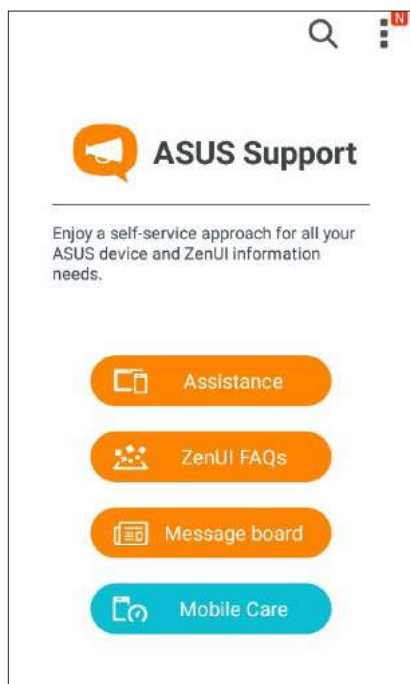 N
ASUS Support
Enjoy a self-service approach for all your
ASUS device and ZenUI information
needs.
Assistance
ZenUI FAQs
Message board
Mobile Care